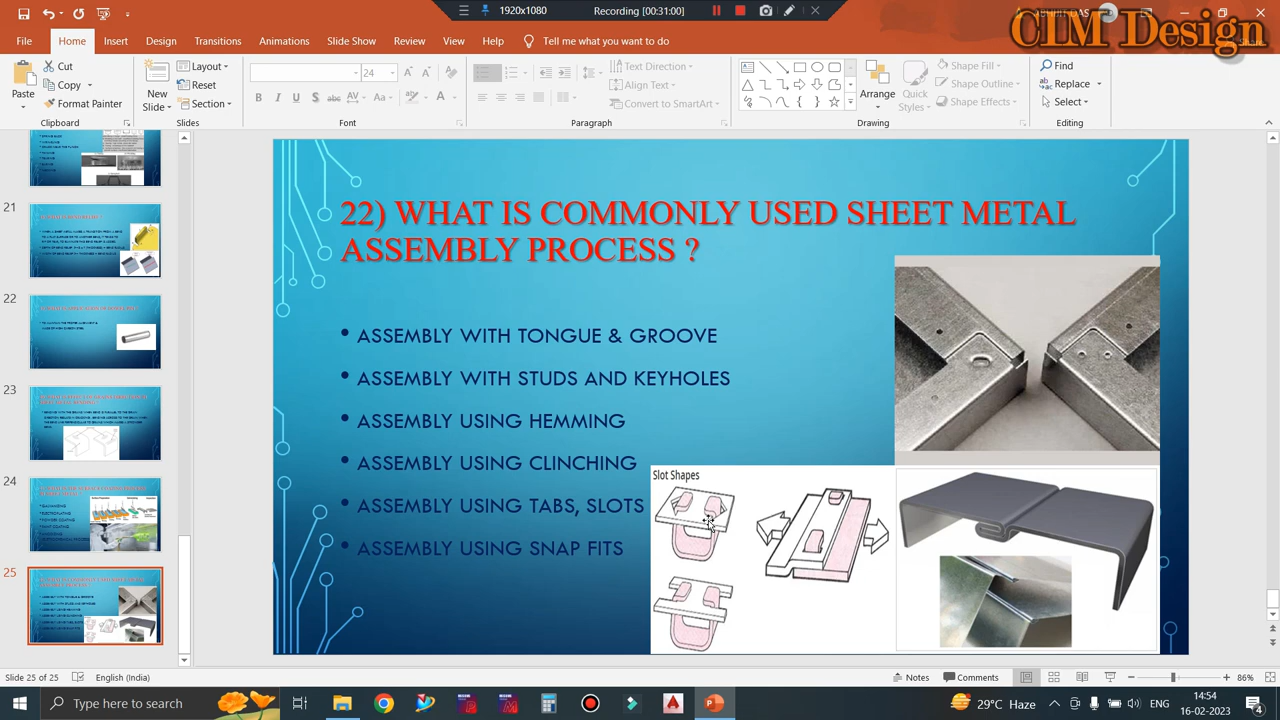 1920x1080
Recording [00:31:00]
CLM Design
File
Home
Insert
Design
Transitions
Animations
Slide Show
Review
View
Help
Tell me what you want to do
Paste
Cut
Copy
Format Painter
Clipboard
New
Slide
Layout
Reset
Section
Slides
24
Font
Text Direction
Align Text
Convert to SmartArt
Paragraph
Arrange
Quick
Styles
Shape Fill
Shape Outline
Shape Effects
Drawing
Find
Replace
Select
Editing
21
22
23
24
25
22) WHAT IS COMMONLY USED SHEET METAL
ASSEMBLY PROCESS ?
• ASSEMBLY WITH TONGUE & GROOVE
• ASSEMBLY WITH STUDS AND KEYHOLES
• ASSEMBLY USING HEMMING
• ASSEMBLY USING CLINCHING
• ASSEMBLY USING TABS, SLOTS
• ASSEMBLY USING SNAP FITS
Slot Shapes
Slide 25 of 25
English (India)
Notes
Comments
86%
Type here to search
29°C Haze
14:54
16-02-2023
4